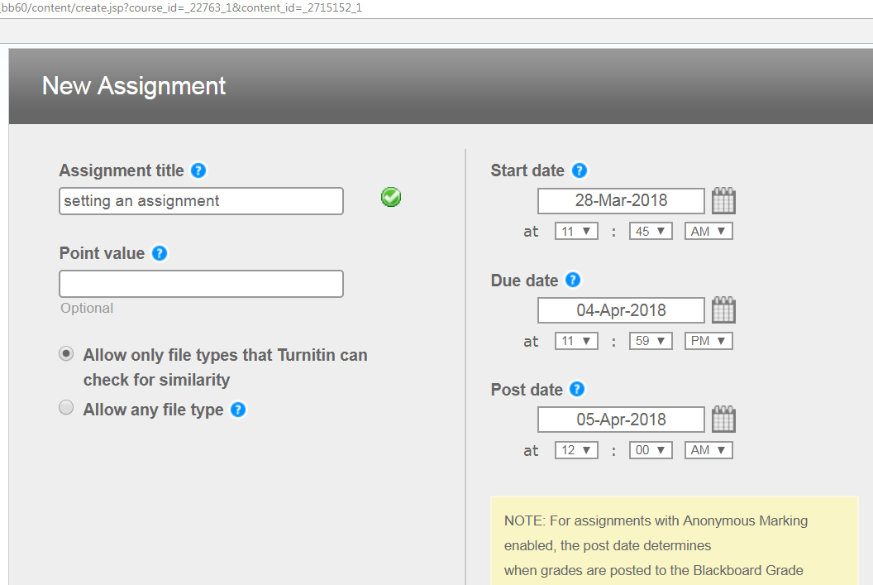 _bb60/content/create.jsp?course_id=_22763_1&content_id=_2715152_1
New Assignment
Assignment title ?
setting an assignment
Point value ?
Optional
Allow only file types that Turnitin can
check for similarity
Allow any file type ?
Start date ?
28-Mar-2018
at 11 : 45 AM
Due date ?
04-Apr-2018
at 11 : 59 PM
Post date ?
05-Apr-2018
at 12 : 00 AM
NOTE: For assignments with Anonymous Marking
enabled, the post date determines
when grades are posted to the Blackboard Grade